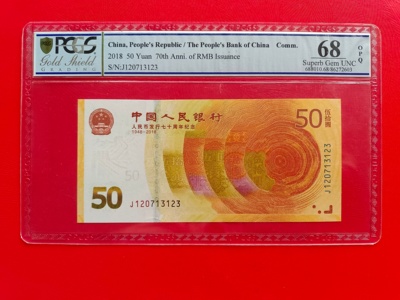 PCGS
Gold Shield
GRADING
China, People's Republic / The People's Bank of China Comm.
2018 50 Yuan 70th Anni. of RMB Issuance
S/N:J120713123
68
OPQ
Superb Gem UNC
中国人民银行
人民币发行七十周年纪念
1948-2018
50
伍拾圆
50
J120713123
J120713123